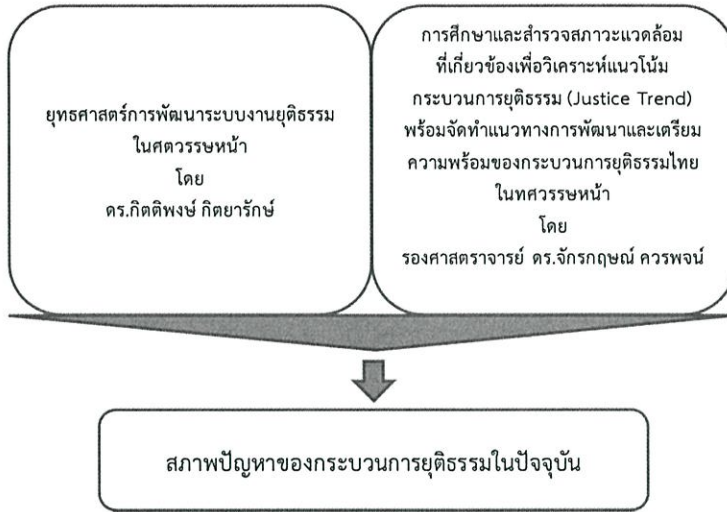 ยุทธศาสตร์การพัฒนาระบบงานยุติธรรม
ในศตวรรษหน้า
โดย
ดร.กิตติพงษ์ กิตยารักษ์
การศึกษาและสำรวจสภาวะแวดล้อม
ที่เกี่ยวข้องเพื่อวิเคราะห์แนวโน้ม
กระบวนการยุติธรรม (Justice Trend)
พร้อมจัดทำแนวทางการพัฒนาและเตรียม
ความพร้อมของกระบวนการยุติธรรมไทย
ในทศวรรษหน้า
โดย
รองศาสตราจารย์ ดร.จักรกฤษณ์ ควรพจน์
สภาพปัญหาของกระบวนการยุติธรรมในปัจจุบัน